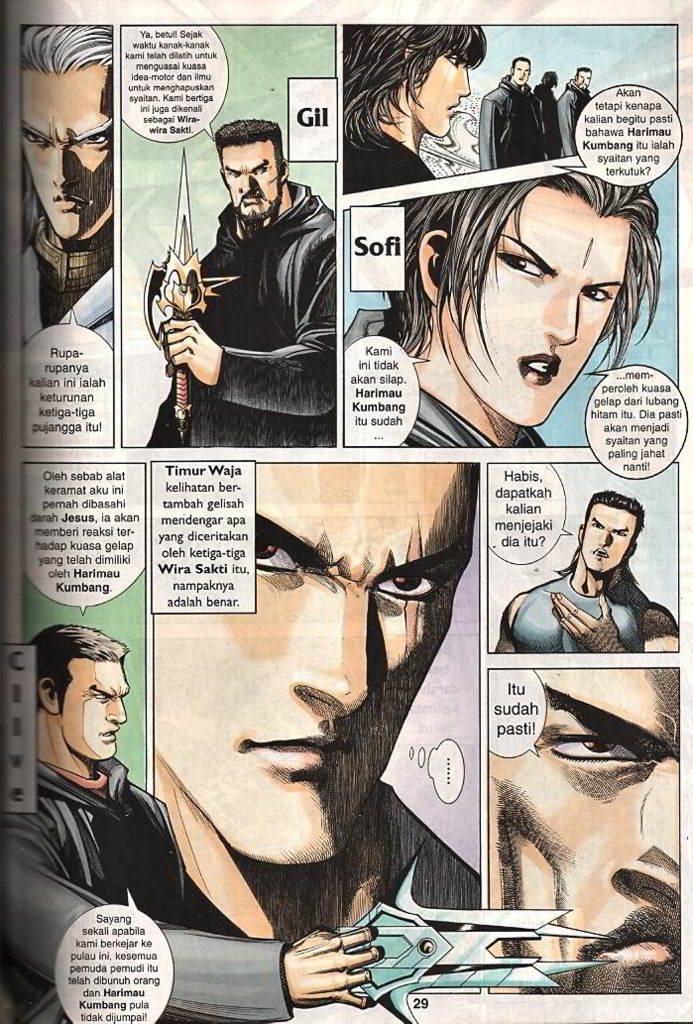 Rupa-
rupanya
kalian ini ialah
keturunan
ketiga-tiga
pujangga itu!
Ya, betul! Sejak
waktu kanak-kanak
kami telah dilatih untuk
menguasai kuasa
idea-motor dan ilmu
untuk menghapuskan
syaitan. Kami bertiga
ini juga dikenali
sebagai Wira-
wira Sakti.
Gil
Akan
tetapi kenapa
kalian begitu pasti
bahawa Harimau
Kumbang itu ialah
syaitan yang
terkutuk?
Sofi
Kami
ini tidak
akan silap.
Harimau
Kumbang
itu sudah
...
...mem-
peroleh kuasa
gelap dari lubang
hitam itu. Dia pasti
akan menjadi
syaitan yang
paling jahat
nanti!
Oleh sebab alat
keramat aku ini
pernah dibasahi
darah Jesus, ia akan
memberi reaksi ter-
hadap kuasa gelap
yang telah dimiliki
oleh Harimau
Kumbang.
Clive
Sayang
sekali apabila
kami berkejar ke
pulau ini, kesemua
pemuda pemudi itu
telah dibunuh orang
dan Harimau
Kumbang pula
tidak dijumpai!
Timur Waja
kelihatan ber-
tambah gelisah
mendengar apa
yang diceritakan
oleh ketiga-tiga
Wira Sakti itu,
nampaknya
adalah benar.
Habis,
dapatkah
kalian
menjejaki
dia itu?
Itu
sudah
pasti!
29